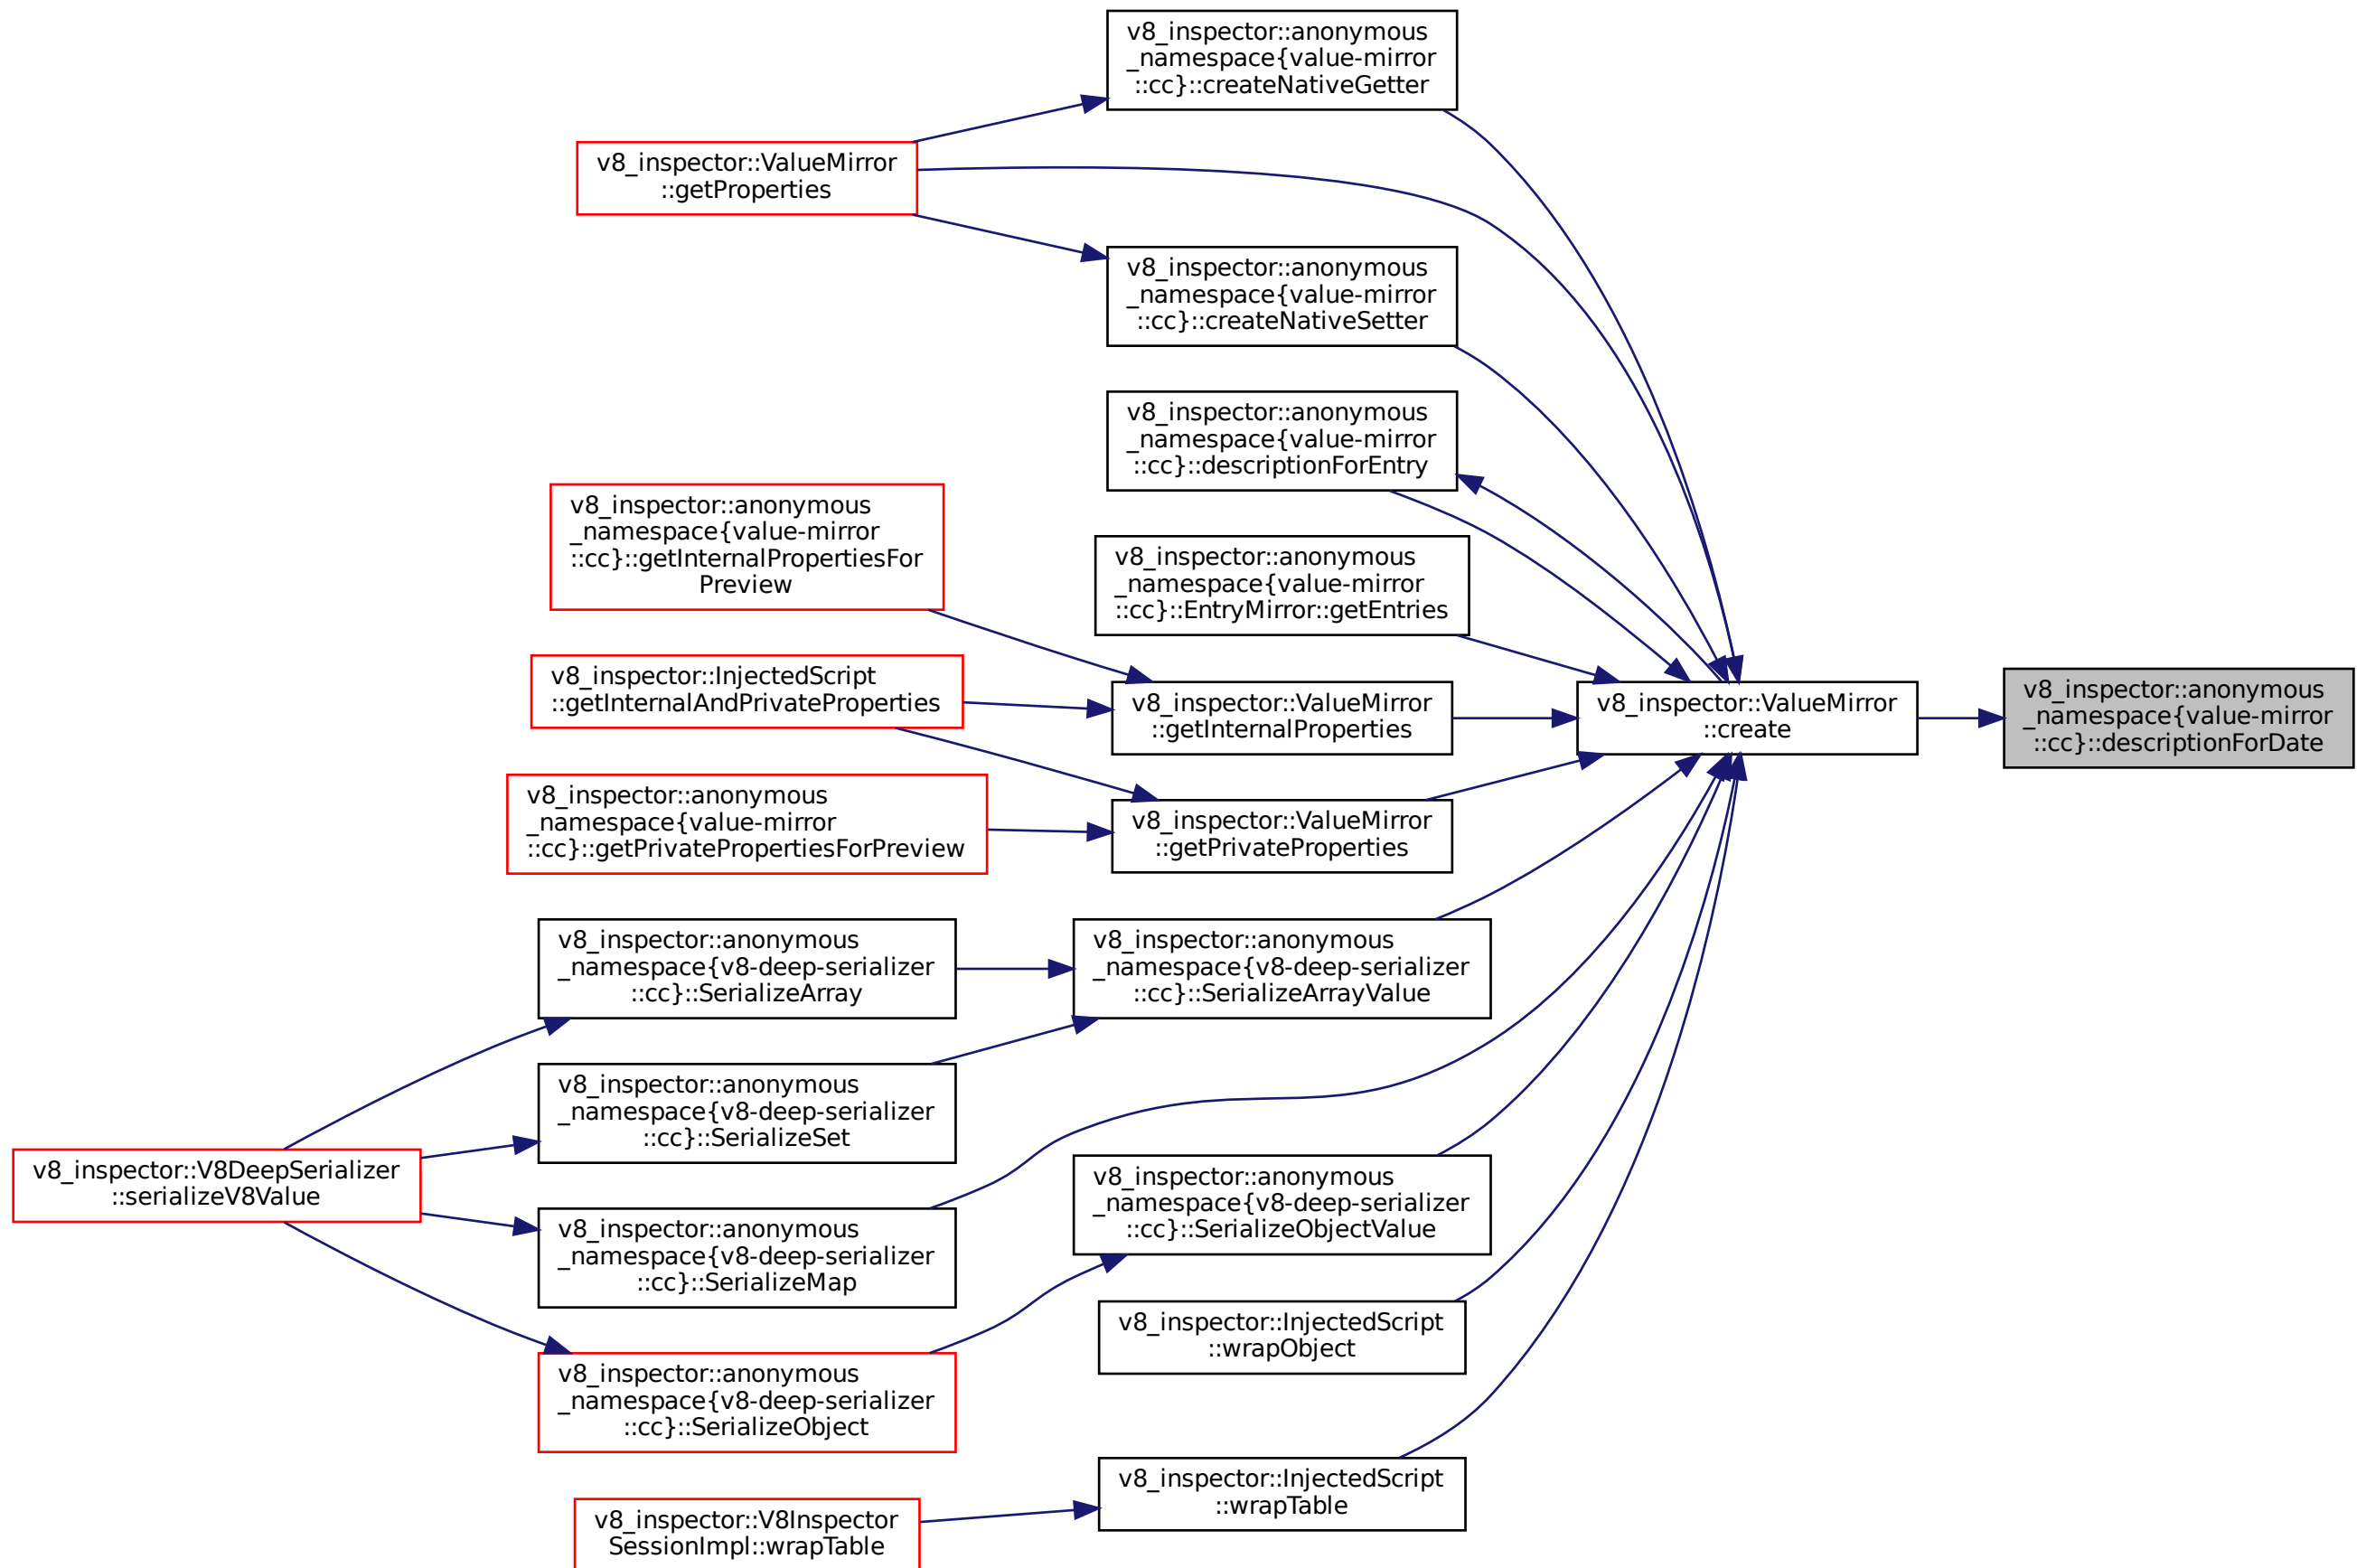 v8_inspector::anonymous
_namespace{value-mirror
::cc}::createNativeGetter
v8_inspector::ValueMirror
::getProperties
v8_inspector::anonymous
_namespace{value-mirror
::cc}::createNativeSetter
v8_inspector::anonymous
_namespace{value-mirror
::cc}::descriptionForEntry
v8_inspector::anonymous
_namespace{value-mirror
::cc}::getInternalPropertiesFor
Preview
v8_inspector::anonymous
_namespace{value-mirror
::cc}::EntryMirror::getEntries
v8_inspector::InjectedScript
::getInternalAndPrivateProperties
v8_inspector::ValueMirror
::getInternalProperties
v8_inspector::ValueMirror
::create
v8_inspector::anonymous
_namespace{value-mirror
::cc}::descriptionForDate
v8_inspector::anonymous
_namespace{value-mirror
::cc}::getPrivatePropertiesForPreview
v8_inspector::ValueMirror
::getPrivateProperties
v8_inspector::anonymous
_namespace{v8-deep-serializer
::cc}::SerializeArray
v8_inspector::anonymous
_namespace{v8-deep-serializer
::cc}::SerializeArrayValue
v8_inspector::anonymous
_namespace{v8-deep-serializer
::cc}::SerializeSet
v8_inspector::V8DeepSerializer
::serializeV8Value
v8_inspector::anonymous
_namespace{v8-deep-serializer
::cc}::SerializeMap
v8_inspector::anonymous
_namespace{v8-deep-serializer
::cc}::SerializeObjectValue
v8_inspector::InjectedScript
::wrapObject
v8_inspector::anonymous
_namespace{v8-deep-serializer
::cc}::SerializeObject
v8_inspector::InjectedScript
::wrapTable
v8_inspector::V8Inspector
SessionImpl::wrapTable